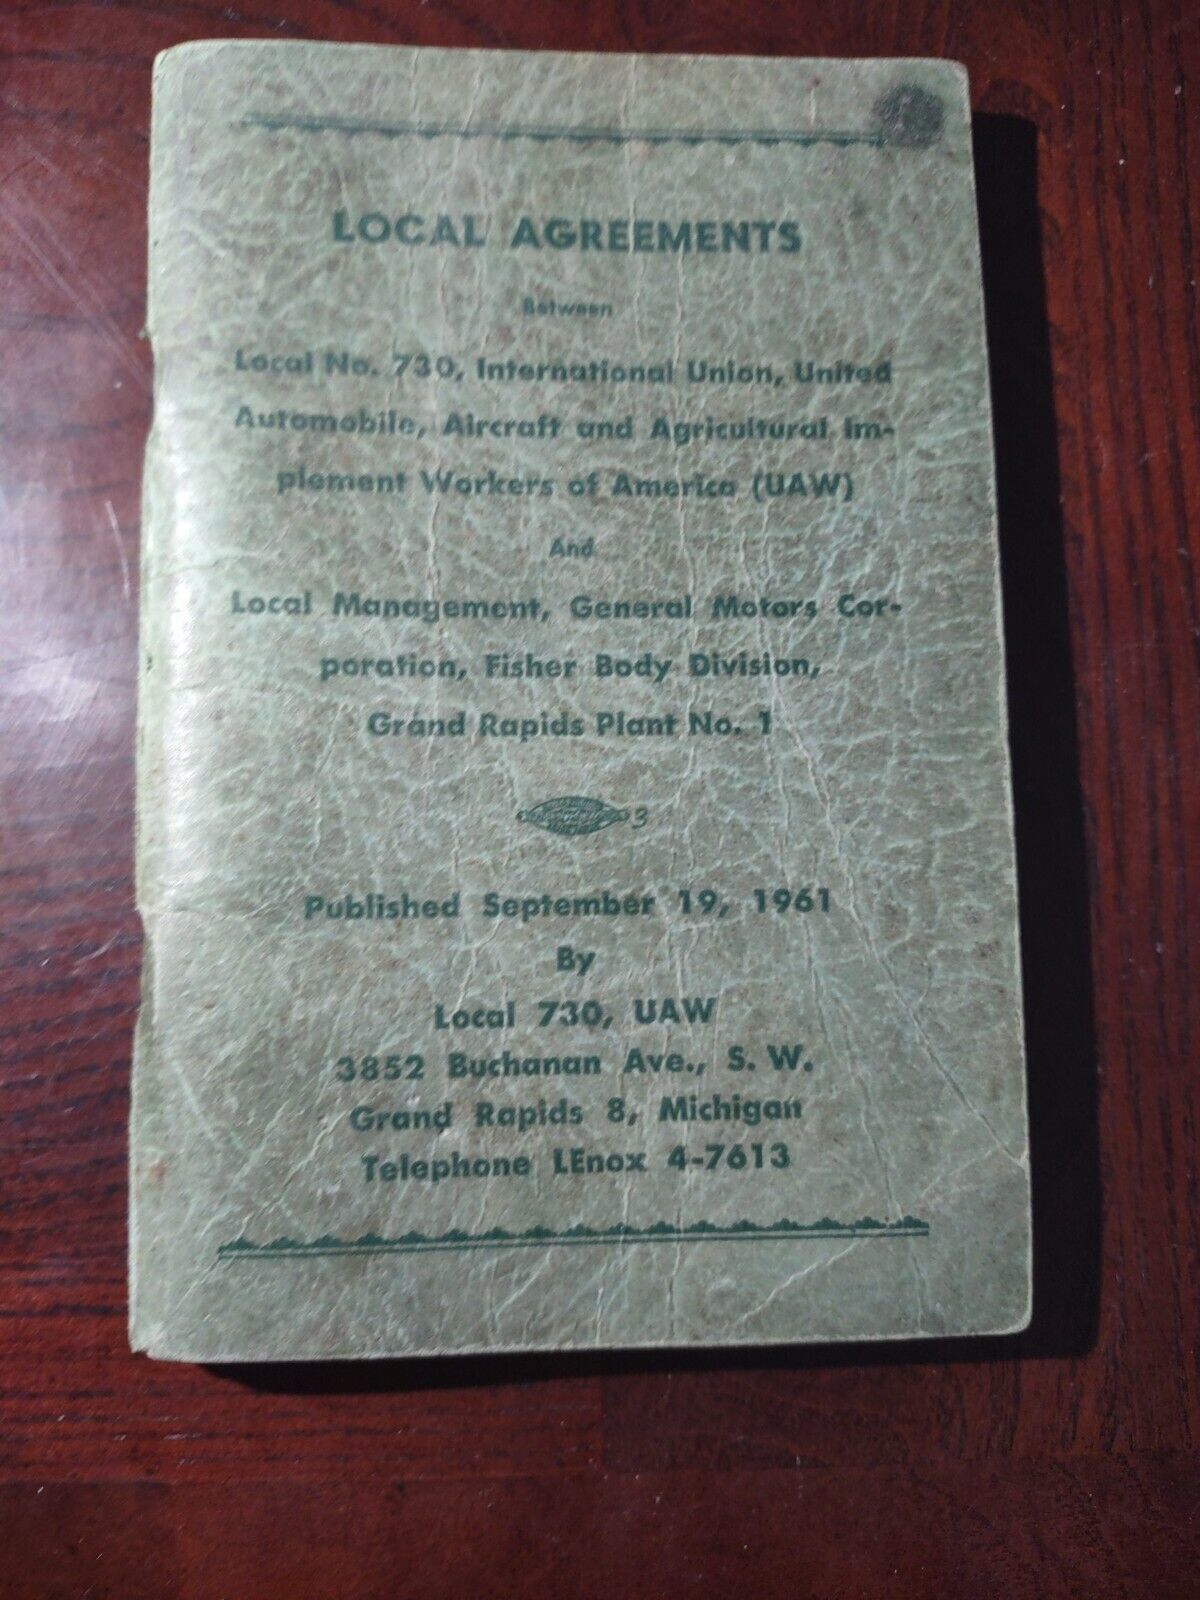 LOCAL AGREEMENTS
Between
Local No. 730, International Union, United
Automobile, Aircraft and Agricultural Im-
plement Workers of America (UAW)
And
Local Management, General Motors Cor-
poration, Fisher Body Division,
Grand Rapids Plant No. 1
3
Published September 19, 1961
By
Local 730, UAW
3852 Buchanan Ave., S. W.
Grand Rapids 8, Michigan
Telephone LEnox 4-7613